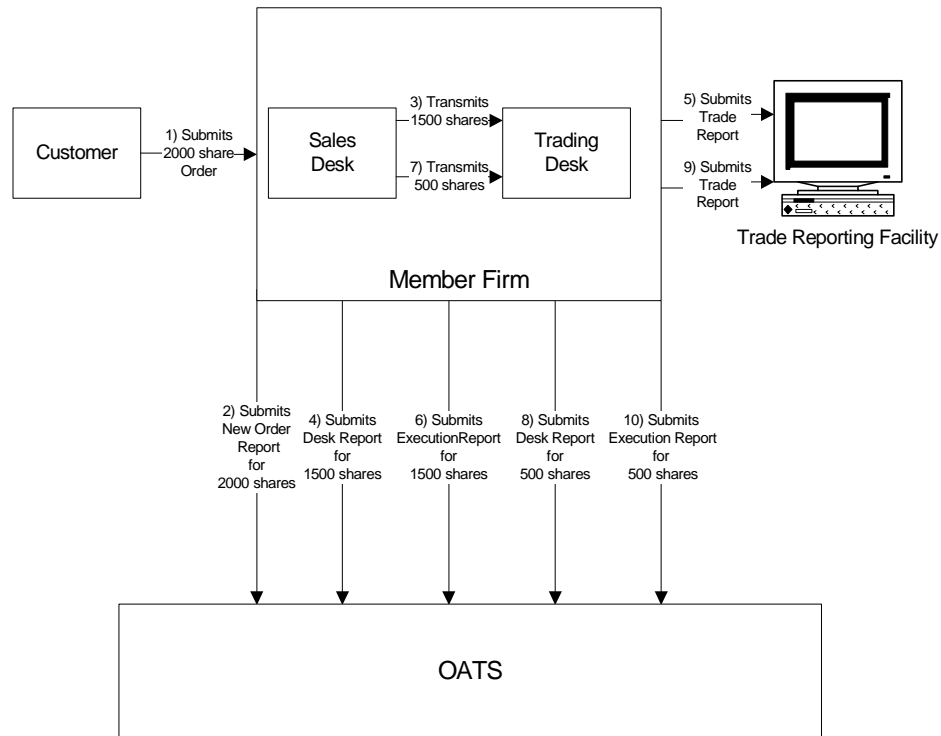 Customer
1) Submits
2000 share
Order
Sales
Desk
3) Transmits
1500 shares
7) Transmits
500 shares
Trading
Desk
5) Submits
Trade
Report
9) Submits
Trade
Report
Trade Reporting Facility
Member Firm
2) Submits
New Order
Report
for
2000 shares
4) Submits
Desk Report
for
1500 shares
6) Submits
ExecutionReport
for
1500 shares
8) Submits
Desk Report
for
500 shares
10) Submits
Execution Report
for
500 shares
OATS